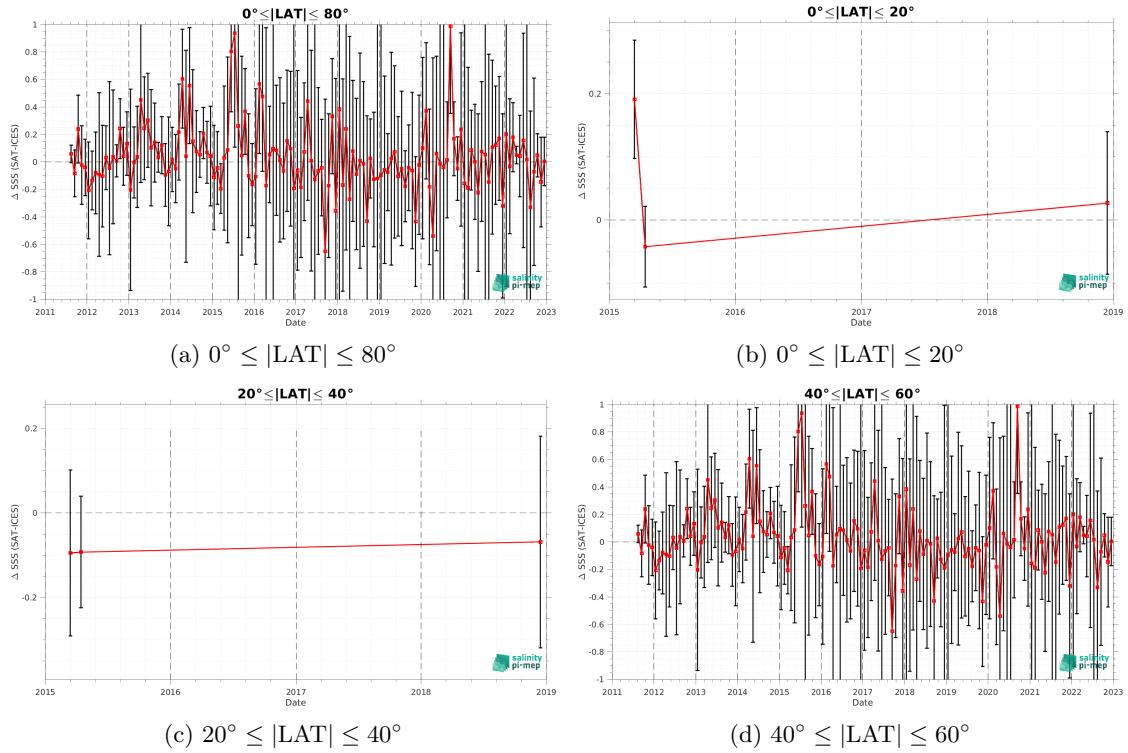 0°≤|LAT|≤ 80°
Δ SSS (SAT-ICES)
1
0.8
0.6
0.4
0.2
0
-0.2
-0.4
-0.6
-0.8
-1
2011 2012 2013 2014 2015 2016 2017 2018 2019 2020 2021 2022 2023
Date
salinity
pi-mep
(a) 0° ≤ |LAT| ≤ 80°
0°≤|LAT|≤ 20°
Δ SSS (SAT-ICES)
0.2
0
2015 2016 2017 2018 2019
Date
salinity
pi-mep
(b) 0° ≤ |LAT| ≤ 20°
20°≤|LAT|≤ 40°
Δ SSS (SAT-ICES)
0.2
0
-0.2
2015 2016 2017 2018 2019
Date
salinity
pi-mep
(c) 20° ≤ |LAT| ≤ 40°
40°≤|LAT|≤ 60°
Δ SSS (SAT-ICES)
1
0.8
0.6
0.4
0.2
0
-0.2
-0.4
-0.6
-0.8
-1
2011 2012 2013 2014 2015 2016 2017 2018 2019 2020 2021 2022 2023
Date
salinity
pi-mep
(d) 40° ≤ |LAT| ≤ 60°